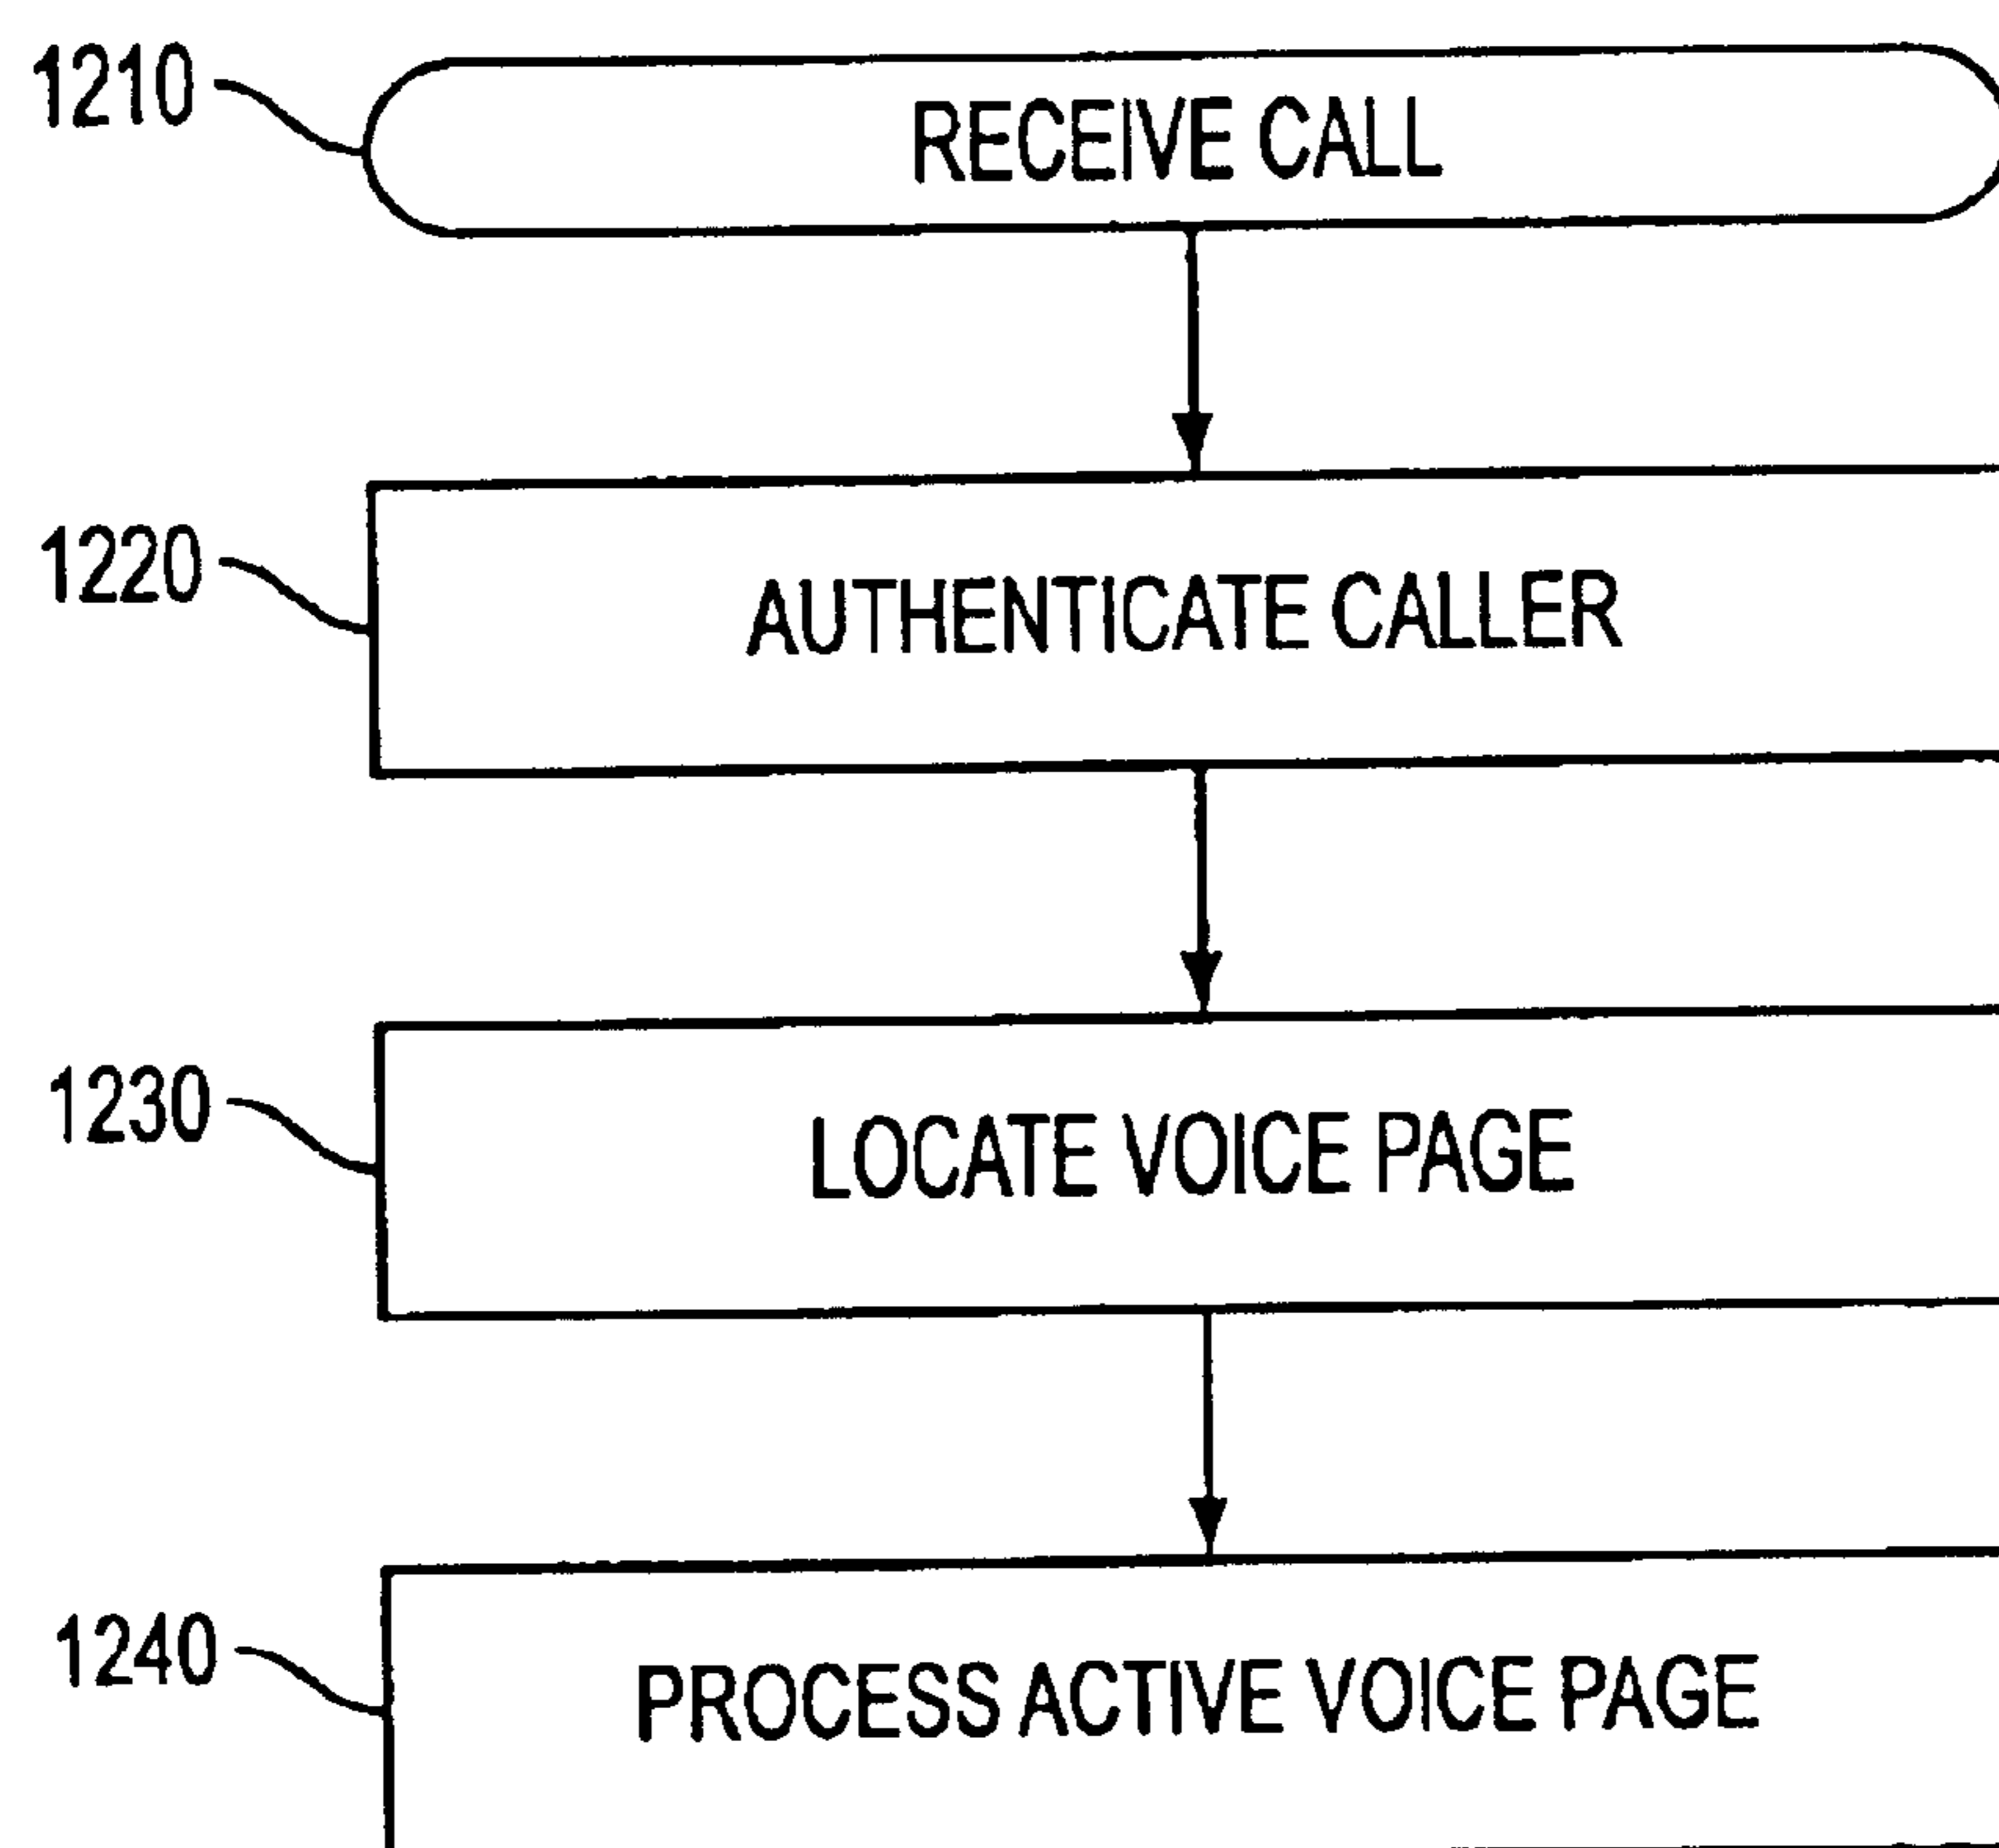 1210
RECEIVE CALL
1220
AUTHENTICATE CALLER
1230
LOCATE VOICE PAGE
1240
PROCESS ACTIVE VOICE PAGE